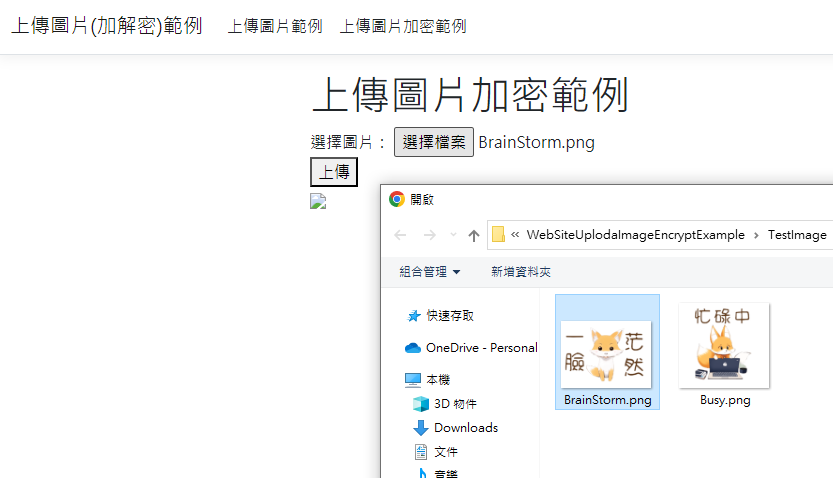 上傳圖片(加解密)範例 上傳圖片範例 上傳圖片加密範例
上傳圖片加密範例
選擇圖片： 選擇檔案 BrainStorm.png
上傳
開啟
« WebSiteUplodaImageEncryptExample › TestImage
組合管理 新增資料夾
快速存取
OneDrive - Personal
本機
3D 物件
Downloads
文件
音樂
一臉 茫然
BrainStorm.png
忙碌中
Busy.png